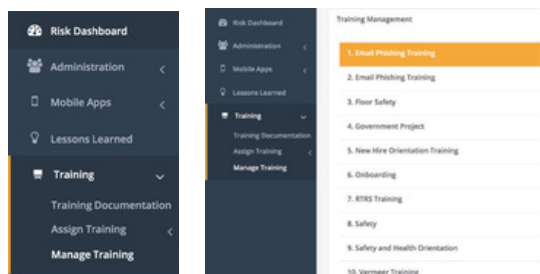 Risk Dashboard
Administration
Mobile Apps
Lessons Learned
Training
Training Documentation
Assign Training
Manage Training
Risk Dashboard
Administration
Mobile Apps
Lessons Learned
Training
Training Documentation
Assign Training
Manage Training
Training Management
1. Email Phishing Training
2. Email Phishing Training
3. Floor Safety
4. Government Project
5. New Hire Orientation Training
6. Onboarding
7. RTRS Training
8. Safety
9. Safety and Health Orientation
10. Vermeer Training